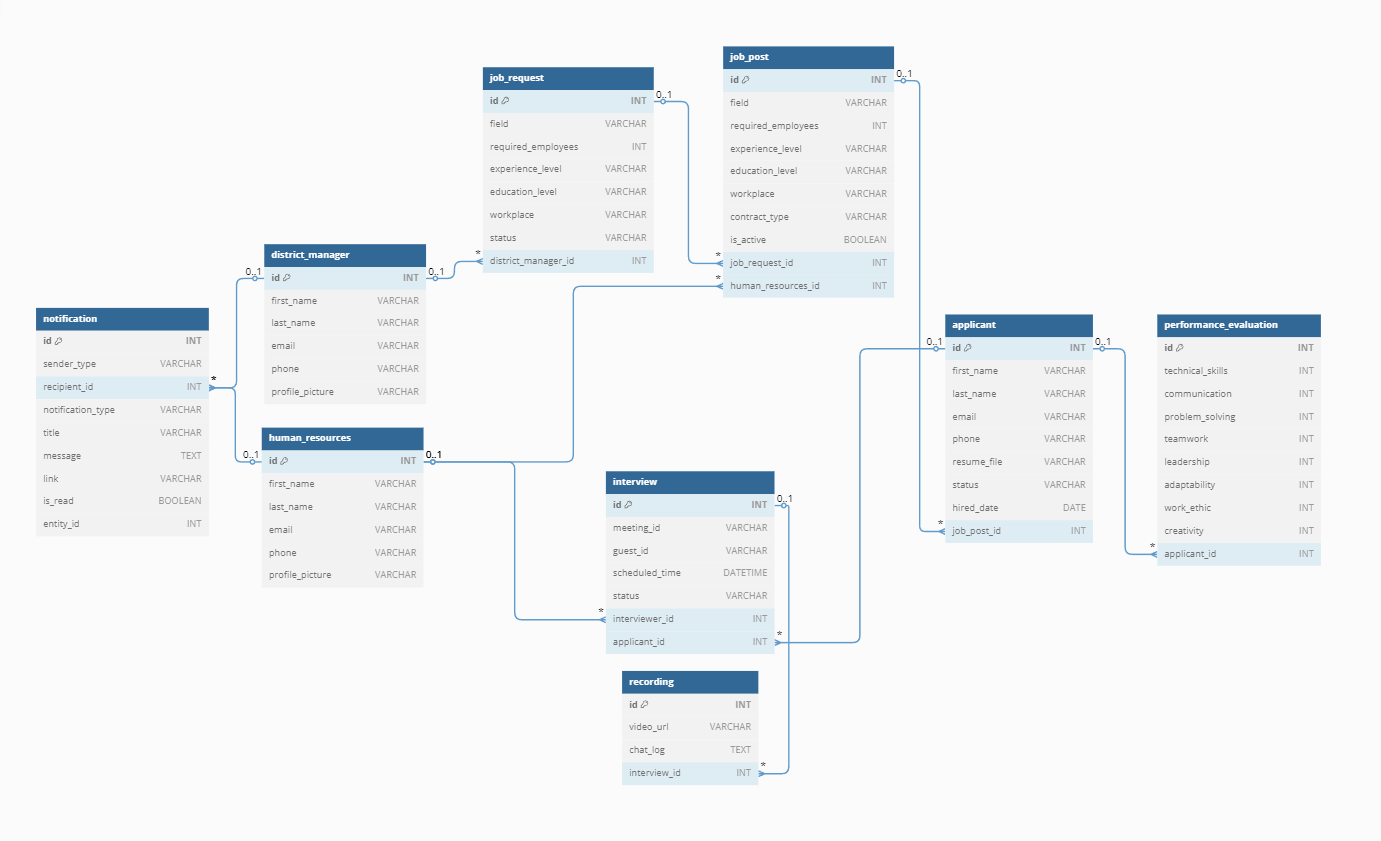 job_post
id INT
field VARCHAR
required_employees INT
experience_level VARCHAR
education_level VARCHAR
workplace VARCHAR
contract_type VARCHAR
is_active BOOLEAN
job_request_id INT
human_resources_id INT
0..1
*
*
job_request
id INT
field VARCHAR
required_employees INT
experience_level VARCHAR
education_level VARCHAR
workplace VARCHAR
status VARCHAR
district_manager_id INT
0..1
*
district_manager
id INT
first_name VARCHAR
last_name VARCHAR
email VARCHAR
phone VARCHAR
profile_picture VARCHAR
0..1
0..1
notification
id INT
sender_type VARCHAR
recipient_id INT
notification_type VARCHAR
title VARCHAR
message TEXT
link VARCHAR
is_read BOOLEAN
entity_id INT
*
human_resources
id INT
first_name VARCHAR
last_name VARCHAR
email VARCHAR
phone VARCHAR
profile_picture VARCHAR
0..1
0..1
interview
id INT
meeting_id VARCHAR
guest_id VARCHAR
scheduled_time DATETIME
status VARCHAR
interviewer_id INT
applicant_id INT
0..1
*
*
recording
id INT
video_url VARCHAR
chat_log TEXT
interview_id INT
*
applicant
id INT
first_name VARCHAR
last_name VARCHAR
email VARCHAR
phone VARCHAR
resume_file VARCHAR
status VARCHAR
hired_date DATE
job_post_id INT
0..1
0..1
*
performance_evaluation
id INT
technical_skills INT
communication INT
problem_solving INT
teamwork INT
leadership INT
adaptability INT
work_ethic INT
creativity INT
applicant_id INT
*